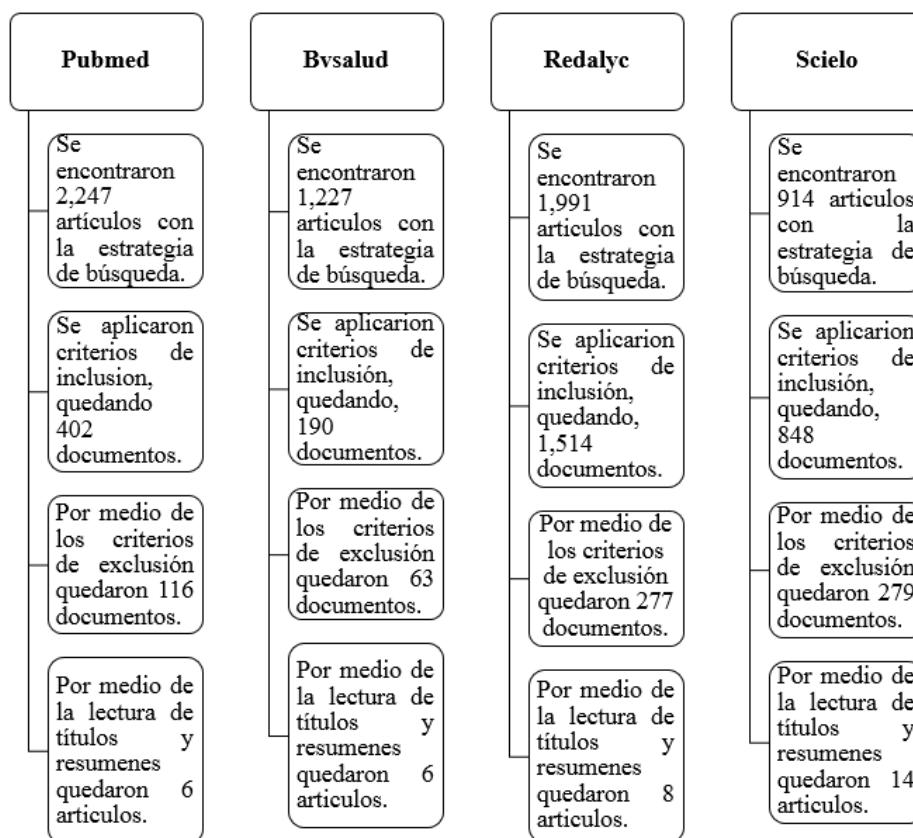 Pubmed
Se
encontraron
2,247
artículos con
la estrategia
de búsqueda.
Se aplicaron
criterios de
inclusion,
quedando
402
documentos.
Por medio de
los criterios
de exclusión
quedaron 116
documentos.
Por medio de
la lectura de
títulos y
resumenes
quedaron 6
articulos.
Bvsalud
Se
encontraron
1,227
articulos con
la estrategia
de búsqueda.
Se aplicarion
criterios de
inclusión,
quedando,
190
documentos.
Por medio de
los criterios
de exclusión
quedaron 63
documentos.
Por medio de
la lectura de
títulos y
resumenes
quedaron 6
articulos.
Redalyc
Se
encontraron
1,991
articulos con
la estrategia
de búsqueda.
Se aplicarion
criterios de
inclusión,
quedando,
1,514
documentos.
Por medio de
los criterios
de exclusión
quedaron 277
documentos.
Por medio de
la lectura de
títulos y
resumenes
quedaron 8
articulos.
Scielo
Se
encontraron
914 articulos
con la
estrategia de
búsqueda.
Se aplicarion
criterios de
inclusión,
quedando,
848
documentos.
Por medio de
los criterios
de exclusión
quedaron 279
documentos.
Por medio de
la lectura de
títulos y
resumenes
quedaron 14
articulos.